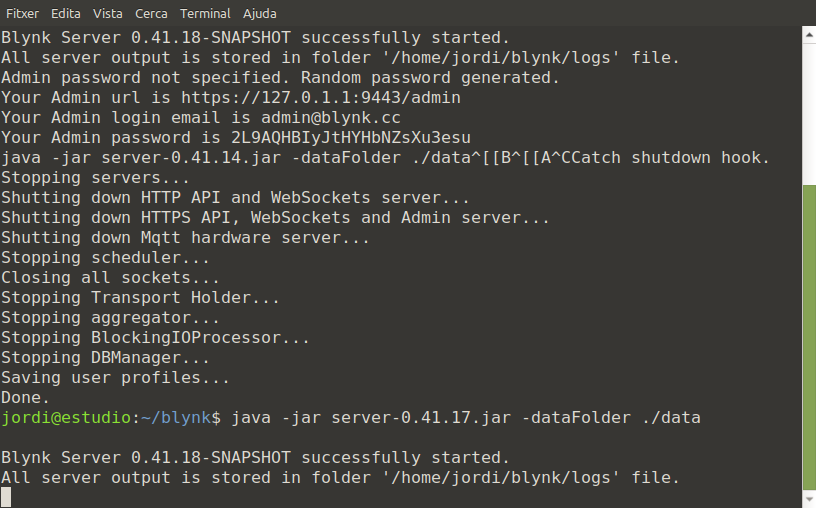 Fitxer Edita Vista Cerca Terminal Ajuda
Blynk Server 0.41.18-SNAPSHOT successfully started.
All server output is stored in folder '/home/jordi/blynk/logs' file.
Admin password not specified. Random password generated.
Your Admin url is https://127.0.1.1:9443/admin
Your Admin login email is admin@blynk.cc
Your Admin password is 2L9AQHBIyJtHYHbNZsXu3esu
java -jar server-0.41.14.jar -dataFolder ./data^[[B^[[A^CCatch shutdown hook.
Stopping servers...
Shutting down HTTP API and WebSockets server...
Shutting down HTTPS API, WebSockets and Admin server...
Shutting down Mqtt hardware server...
Stopping scheduler...
Closing all sockets...
Stopping Transport Holder...
Stopping aggregator...
Stopping BlockingIOProcessor...
Stopping DBManager...
Saving user profiles...
Done.
jordi@estudio:~/blynk$ java -jar server-0.41.17.jar -dataFolder ./data
Blynk Server 0.41.18-SNAPSHOT successfully started.
All server output is stored in folder '/home/jordi/blynk/logs' file.